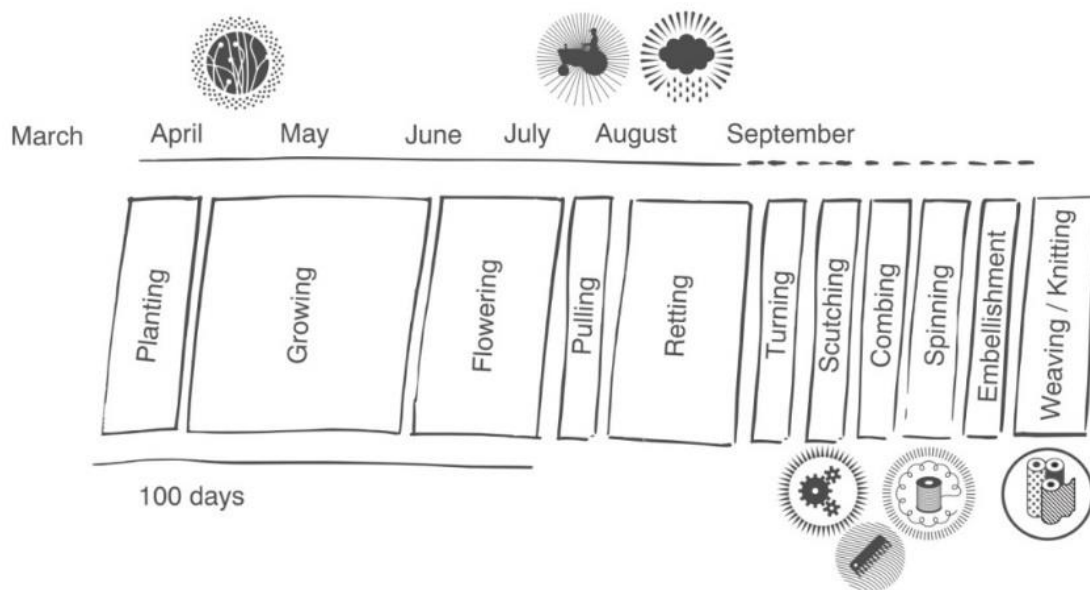 March April May June July August September
Planting
Growing
Flowering
Pulling
Retting
Turning
Scutching
Combing
Spinning
Embellishment
Weaving / Knitting
100 days